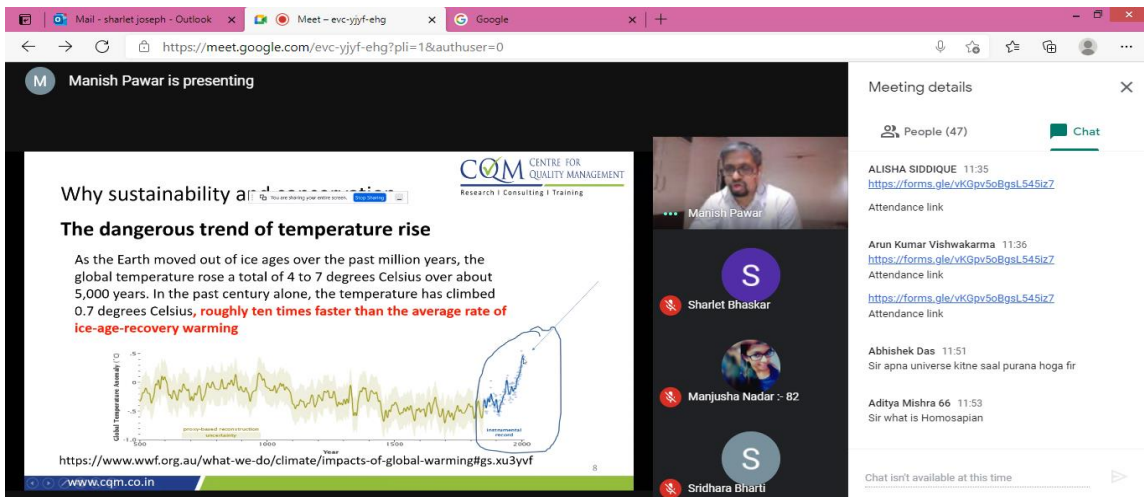 Mail - sharlet joseph - Outlook
Meet – evc-yjyf-ehg
Google
https://meet.google.com/evc-yjyf-ehg?pli=1&authuser=0
M
Manish Pawar is presenting
CQM CENTRE FOR
QUALITY MANAGEMENT
Research I Consulting I Training
Why sustainability and conservation
You are sharing your entire screen. Stop Sharing
The dangerous trend of temperature rise
As the Earth moved out of ice ages over the past million years, the
global temperature rose a total of 4 to 7 degrees Celsius over about
5,000 years. In the past century alone, the temperature has climbed
0.7 degrees Celsius, roughly ten times faster than the average rate of
ice-age-recovery warming
Global Temperature Anomaly (°C)
.5
0
-.5
-1.0
proxy-based reconstruction
uncertainty
instrumental
record
500
1000
1500
2000
Year
https://www.wwf.org.au/what-we-do/climate/impacts-of-global-warming#gs.xu3yvf
8
www.cqm.co.in
Manish Pawar
S
Sharlet Bhaskar
Manjusha Nadar :- 82
S
Sridhara Bharti
Meeting details
People (47)
Chat
ALISHA SIDDIQUE 11:35
https://forms.gle/vKGpv5oBgsL545iz7
Attendance link
Arun Kumar Vishwakarma 11:36
https://forms.gle/vKGpv5oBgsL545iz7
Attendance link
https://forms.gle/vKGpv5oBgsL545iz7
Attendance link
Abhishek Das 11:51
Sir apna universe kitne saal purana hoga fir
Aditya Mishra 66 11:53
Sir what is Homosapian
Chat isn't available at this time